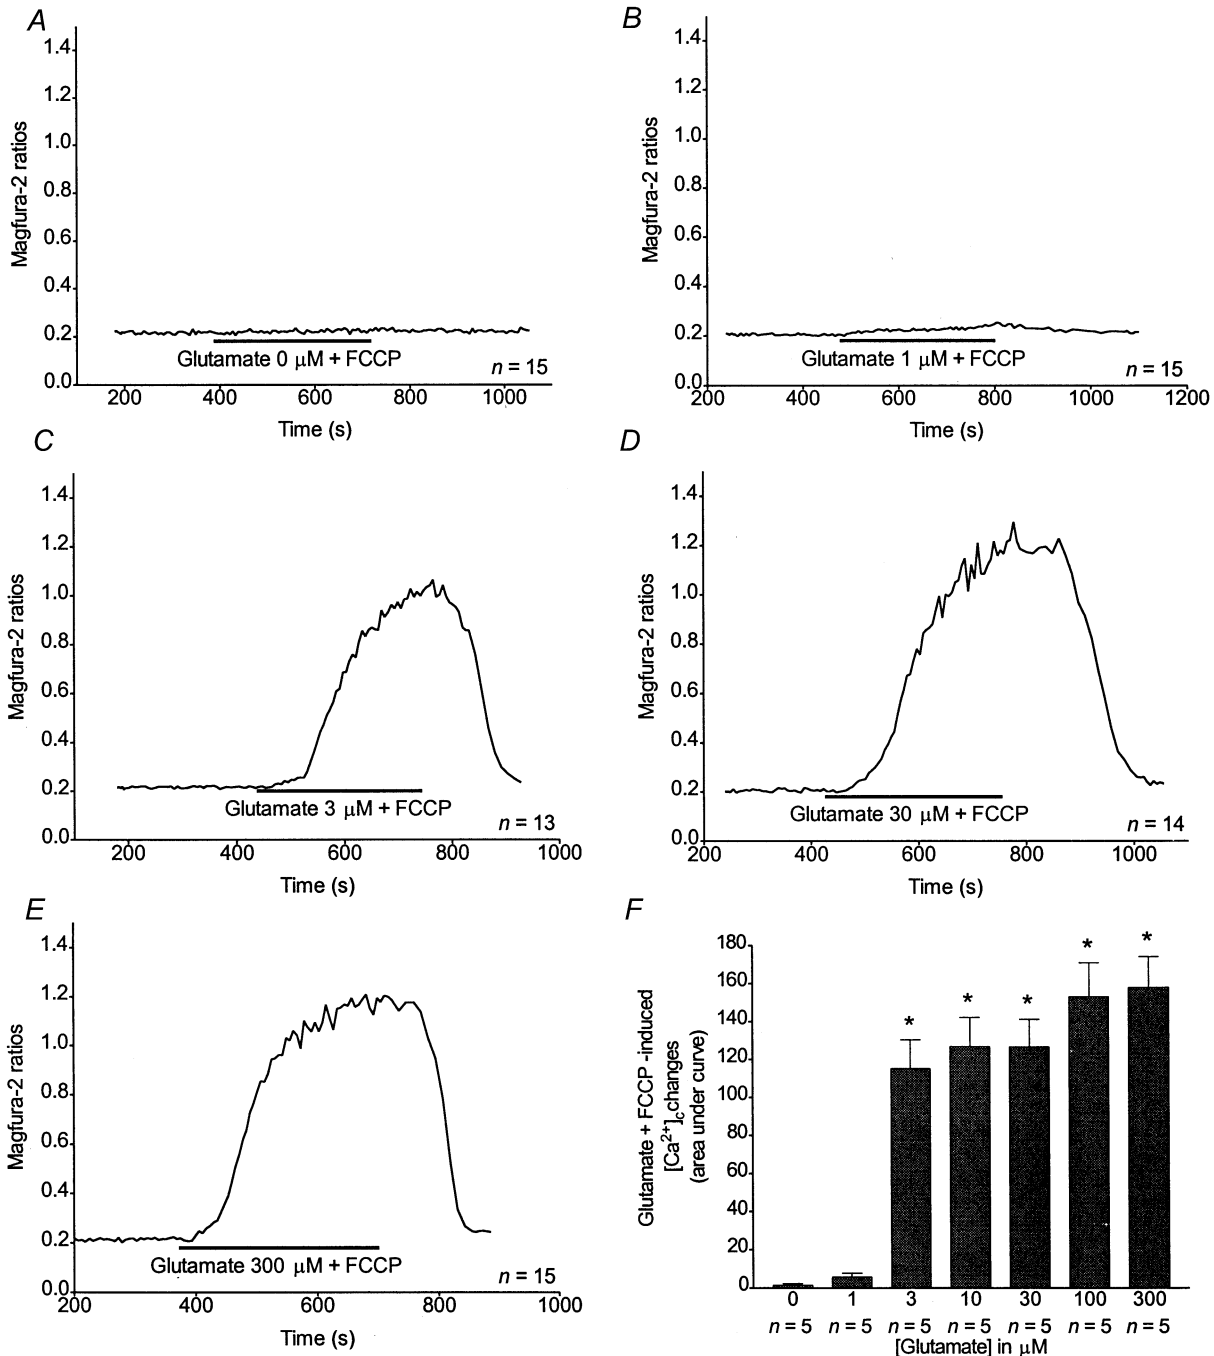 A
1.4
1.2
1.0
0.8
0.6
0.4
0.2
0.0
Magfura-2 ratios
Glutamate 0 µM + FCCP
n = 15
200 400 600 800 1000
Time (s)
B
1.4
1.2
1.0
0.8
0.6
0.4
0.2
0.0
Magfura-2 ratios
Glutamate 1 µM + FCCP
n = 15
200 400 600 800 1000 1200
Time (s)
C
1.4
1.2
1.0
0.8
0.6
0.4
0.2
0.0
Magfura-2 ratios
Glutamate 3 µM + FCCP
n = 13
200 400 600 800 1000
Time (s)
D
1.4
1.2
1.0
0.8
0.6
0.4
0.2
0.0
Magfura-2 ratios
Glutamate 30 µM + FCCP
n = 14
200 400 600 800 1000
Time (s)
E
1.4
1.2
1.0
0.8
0.6
0.4
0.2
0.0
Magfura-2 ratios
Glutamate 300 µM + FCCP
n = 15
200 400 600 800 1000
Time (s)
F
180
160
140
120
100
80
60
40
20
0
Glutamate + FCCP -induced
[Ca2+]c changes
(area under curve)
* * * * *
0 1 3 10 30 100 300
n = 5 n = 5 n = 5 n = 5 n = 5 n = 5 n = 5
[Glutamate] in µM